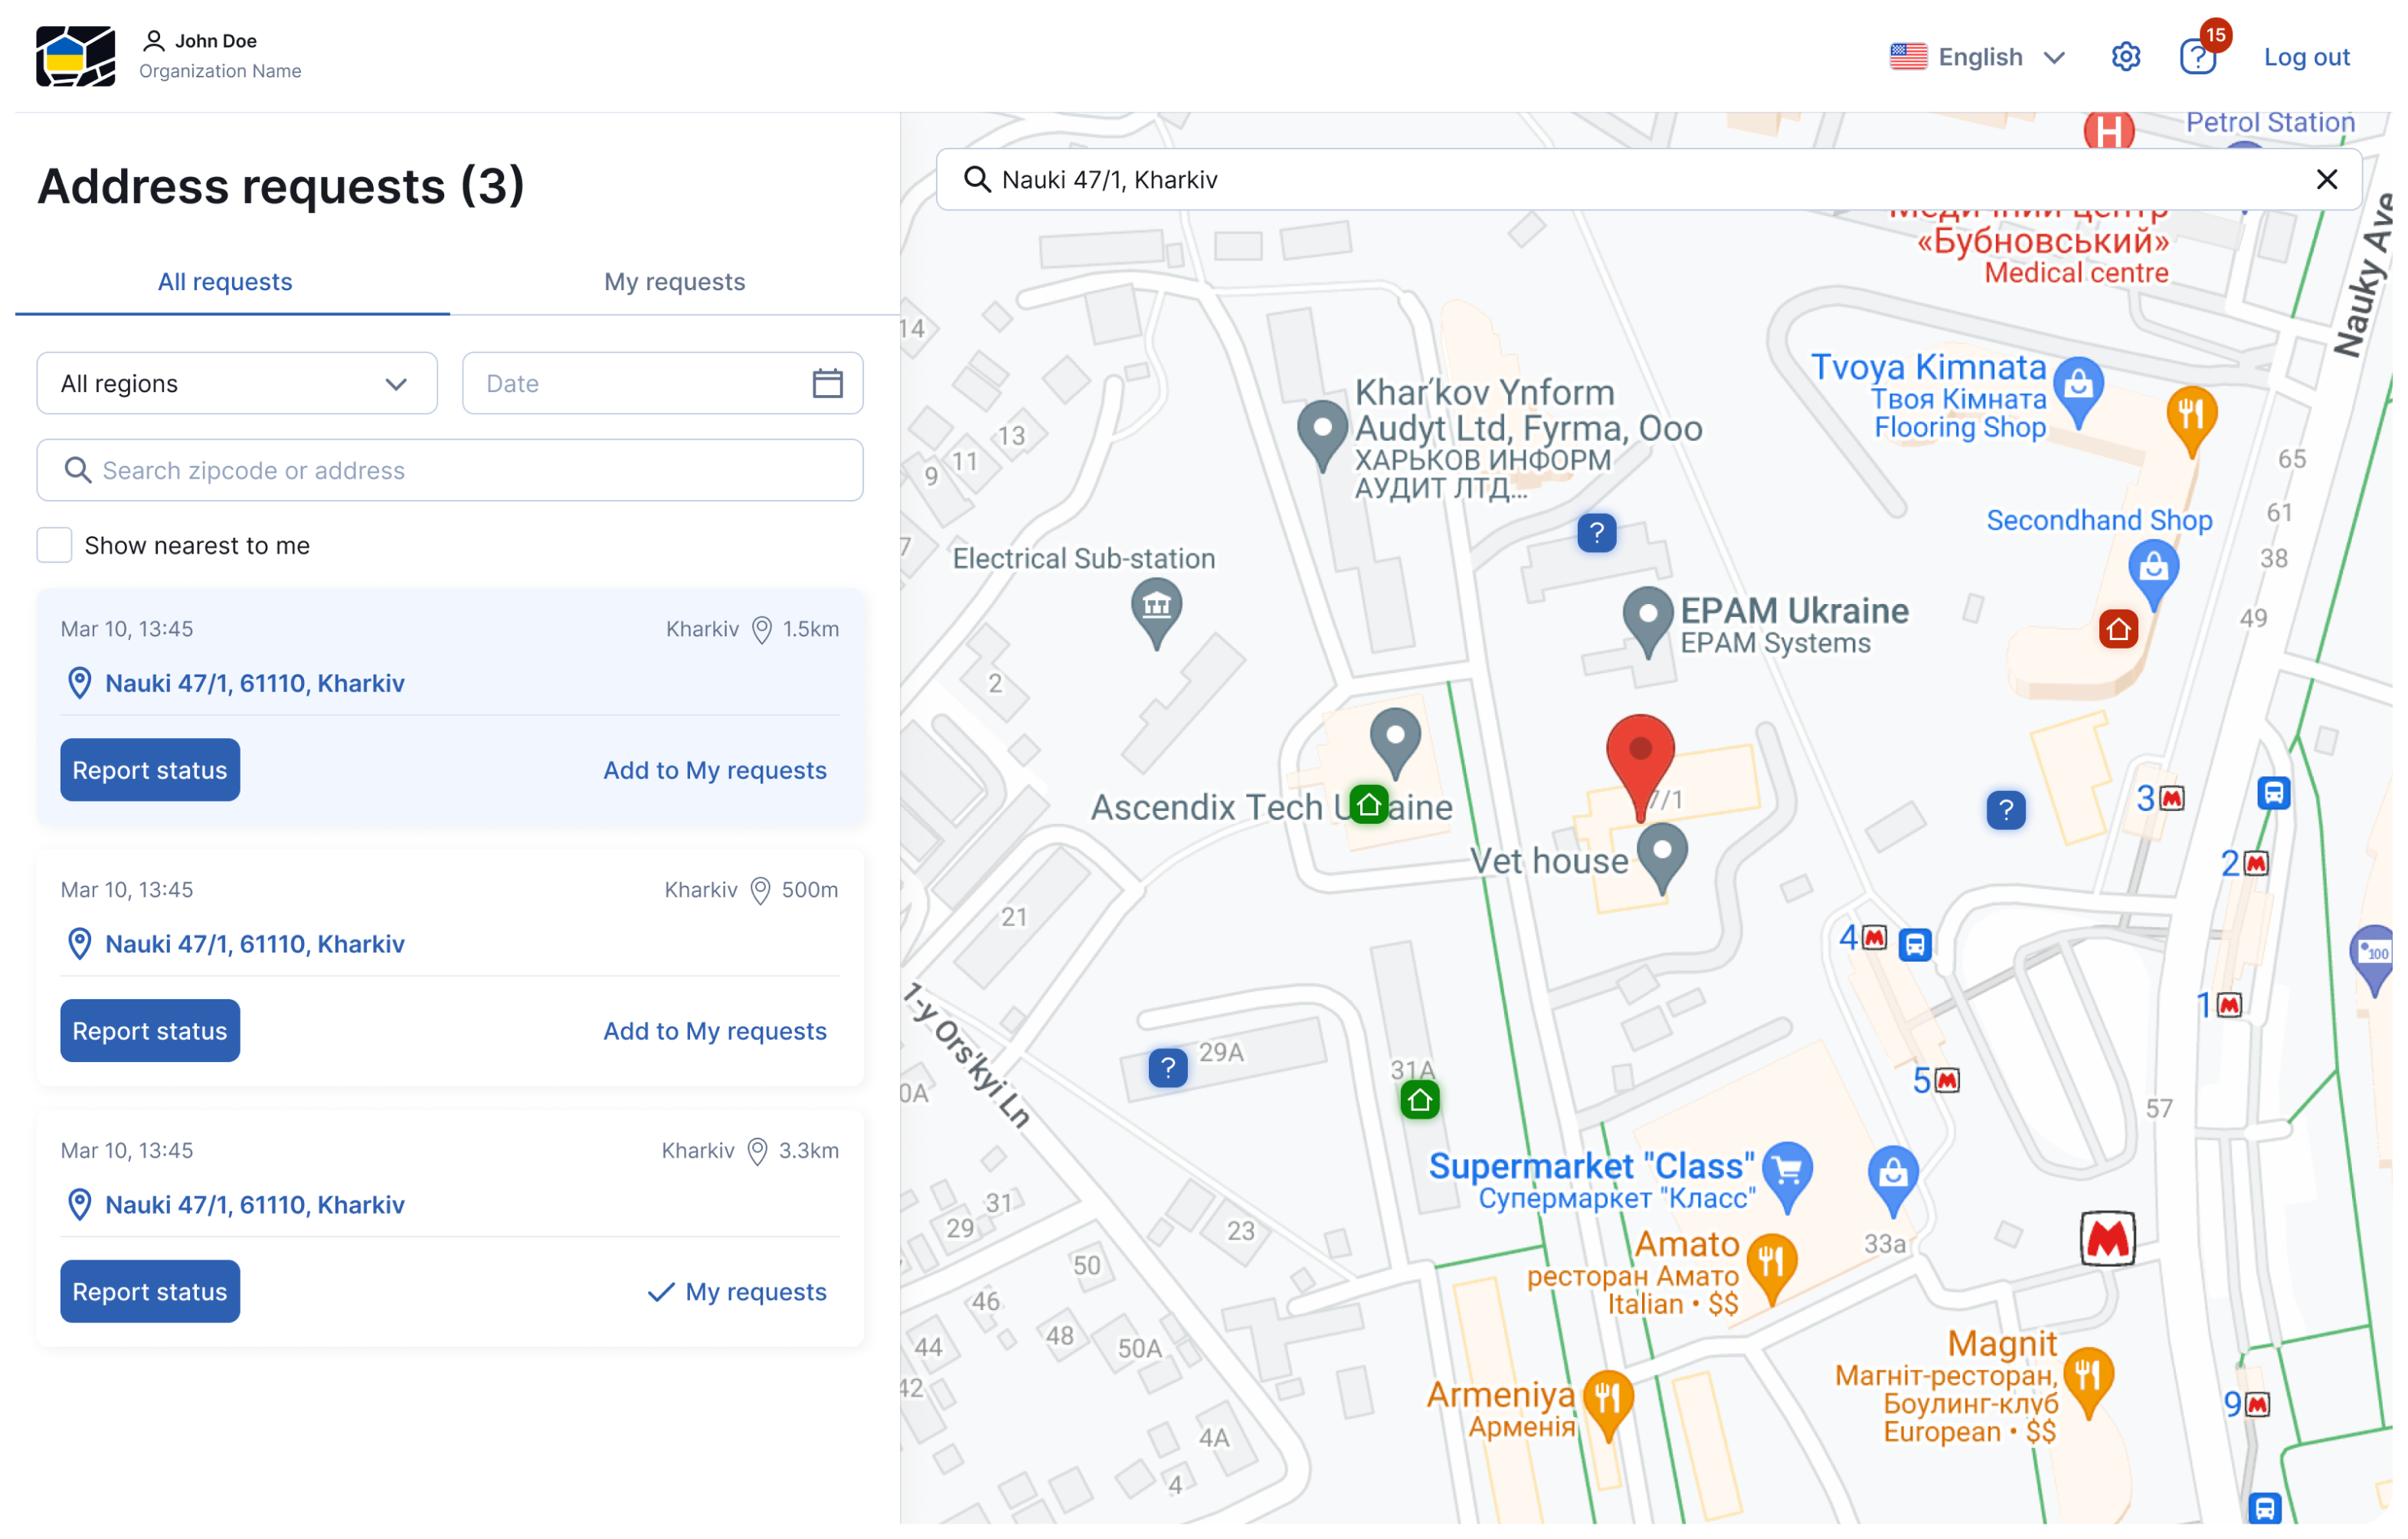 John Doe
Organization Name
English
15
?
Log out
Address requests (3)
All requests
My requests
All regions
Date
Search zipcode or address
Show nearest to me
Mar 10, 13:45
Kharkiv 1.5km
Nauki 47/1, 61110, Kharkiv
Report status
Add to My requests
Mar 10, 13:45
Kharkiv 500m
Nauki 47/1, 61110, Kharkiv
Report status
Add to My requests
Mar 10, 13:45
Kharkiv 3.3km
Nauki 47/1, 61110, Kharkiv
Report status
My requests
H
Petrol Station
Nauki 47/1, Kharkiv
Медичний центр
«Бубновський»
Medical centre
Nauky Ave
14
Khar'kov Ynform
Audyt Ltd, Fyrma, Ooo
ХАРЬКОВ ИНФОРМ
АУДИТ ЛТД...
Tvoya Kimnata
Твоя Кімната
Flooring Shop
13
11
9
65
61
7
?
Secondhand Shop
Electrical Sub-station
38
EPAM Ukraine
EPAM Systems
49
2
Ascendix Tech U aine
7/1
?
3 M
Vet house
2 M
21
4 M
100
1 M
1-y Ors'kyi Ln
?
29A
31A
5 M
0A
57
Supermarket "Class"
Супермаркет "Класс"
31
29
23
33a
M
Amato
ресторан Амато
Italian • $$
50
46
48
50A
44
42
Magnit
Магніт-ресторан,
Боулинг-клуб
European • $$
Armeniya
Арменія
9 M
4A
4